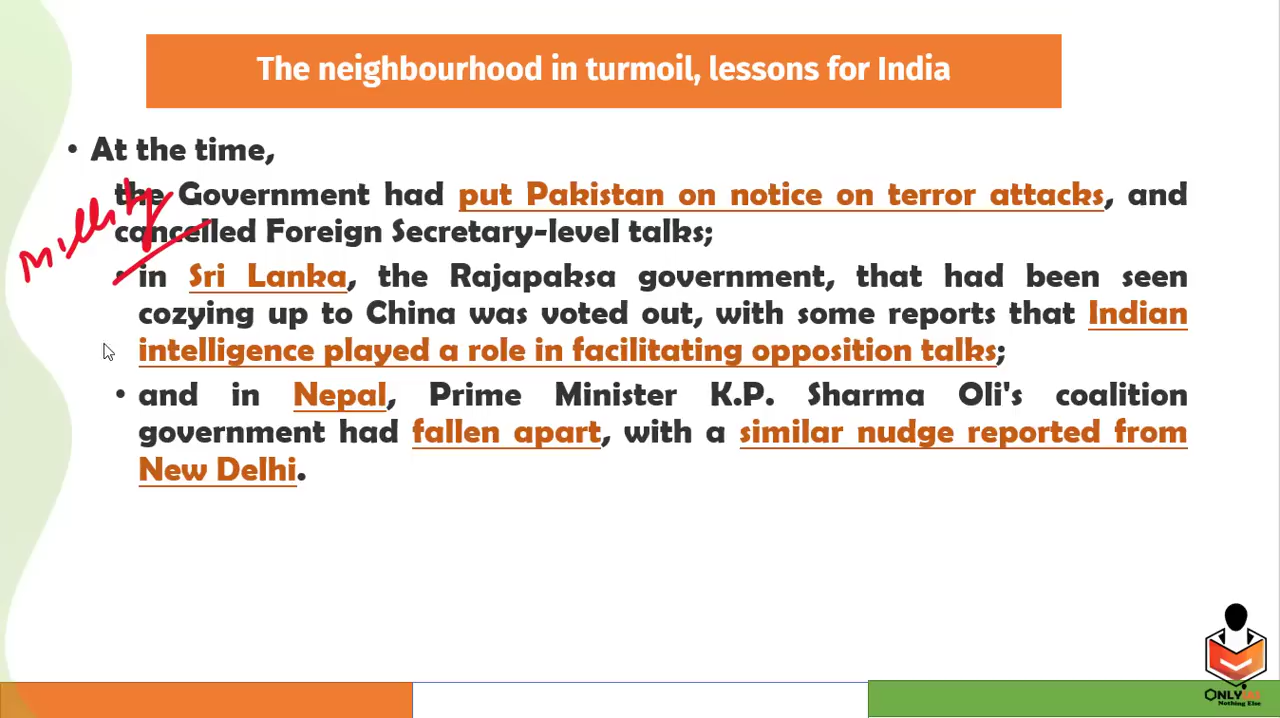 The neighbourhood in turmoil, lessons for India
• At the time,
the Government had put Pakistan on notice on terror attacks, and
cancelled Foreign Secretary-level talks;
• in Sri Lanka, the Rajapaksa government, that had been seen
cozying up to China was voted out, with some reports that Indian
intelligence played a role in facilitating opposition talks;
• and in Nepal, Prime Minister K.P. Sharma Oli's coalition
government had fallen apart, with a similar nudge reported from
New Delhi.
ONLY
Nothing Else